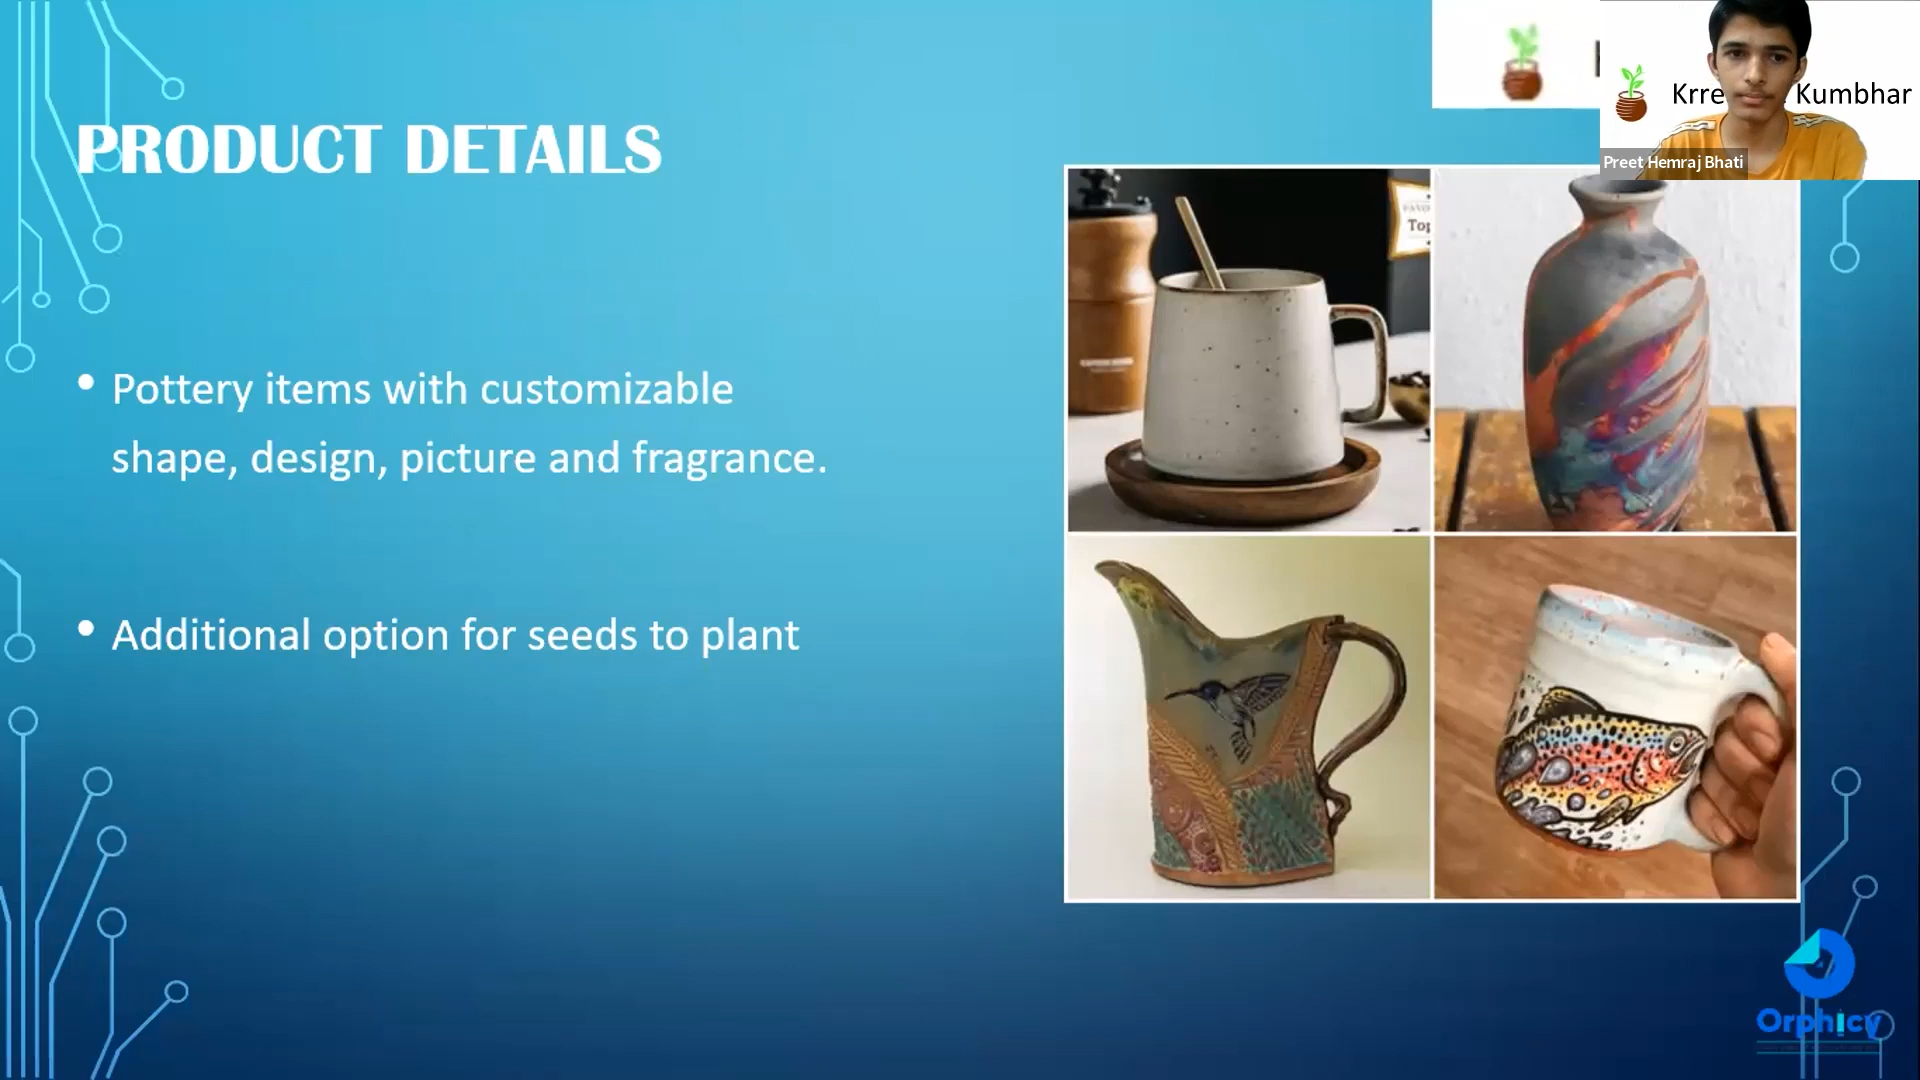 Krre Kumbhar
Preet Hemraj Bhati
PRODUCT DETAILS
Top
• Pottery items with customizable
shape, design, picture and fragrance.
• Additional option for seeds to plant
Orphicy